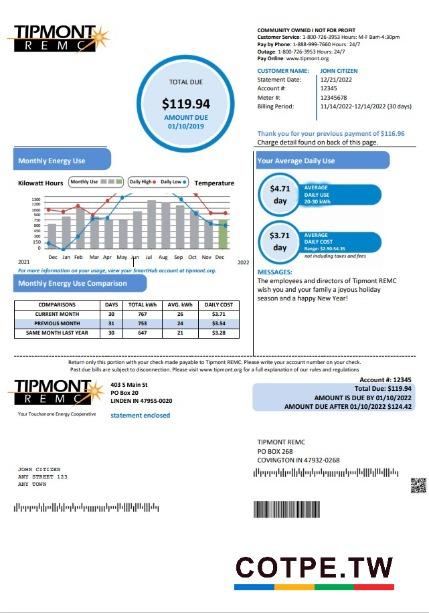 TIPMONT
REMC
COMMUNITY OWNED I NOT FOR PROFIT
Customer Service: 1-800-726-3953 Hours: M-F 8am-4:30pm
Pay by Phone: 1-888-999-7660 Hours: 24/7
Outage: 1-800-726-3953 Hours: 24/7
Pay Online: www.tipmont.org
CUSTOMER NAME: JOHN CITIZEN
Statement Date: 12/21/2022
Account #: 12345
Meter #: 12345678
Billing Period: 11/14/2022-12/14/2022 (30 days)
TOTAL DUE
$119.94
AMOUNT DUE
01/10/2019
Thank you for your previous payment of $116.96
Charge detail found on back of this page.
Monthly Energy Use
Kilowatt Hours Monthly Use Daily High Daily Low Temperature
1500
1350
1200
1050
900
750
600
450
300
150
0
Dec Jan Feb Mar Apr May Jun Jul Aug Sep Oct Nov Dec
2021 2022
For more information on your usage, view your SmartHub account at tipmont.org.
Your Average Daily Use
$4.71
day
AVERAGE
DAILY USE
20-30 kWh
$3.71
day
AVERAGE
DAILY COST
Range: $2.90-$4.35
not including taxes and fees
MESSAGES:
The employees and directors of Tipmont REMC
wish you and your family a joyous holiday
season and a happy New Year!
Monthly Energy Use Comparison
COMPARISONS DAYS TOTAL kWh AVG. kWh DAILY COST
CURRENT MONTH 30 767 26 $3.71
PREVIOUS MONTH 31 753 24 $3.54
SAME MONTH LAST YEAR 30 647 21 $3.28
Return only this portion with your check made payable to Tipmont REMC. Please write your account number on your check.
Past due bills are subject to disconnection. Please visit www.tipmont.org for a full explanation of our rules and regulations
TIPMONT
REMC
Your Touchstone Energy Cooperative
403 S Main St
PO Box 20
LINDEN IN 47955-0020
statement enclosed
Account #: 12345
Total Due: $119.94
AMOUNT IS DUE BY 01/10/2022
AMOUNT DUE AFTER 01/10/2022 $124.42
TIPMONT REMC
PO BOX 268
COVINGTON IN 47932-0268
JOHN CITIZEN
ANY STREET 123
ANY TOWN
COTPE.TW